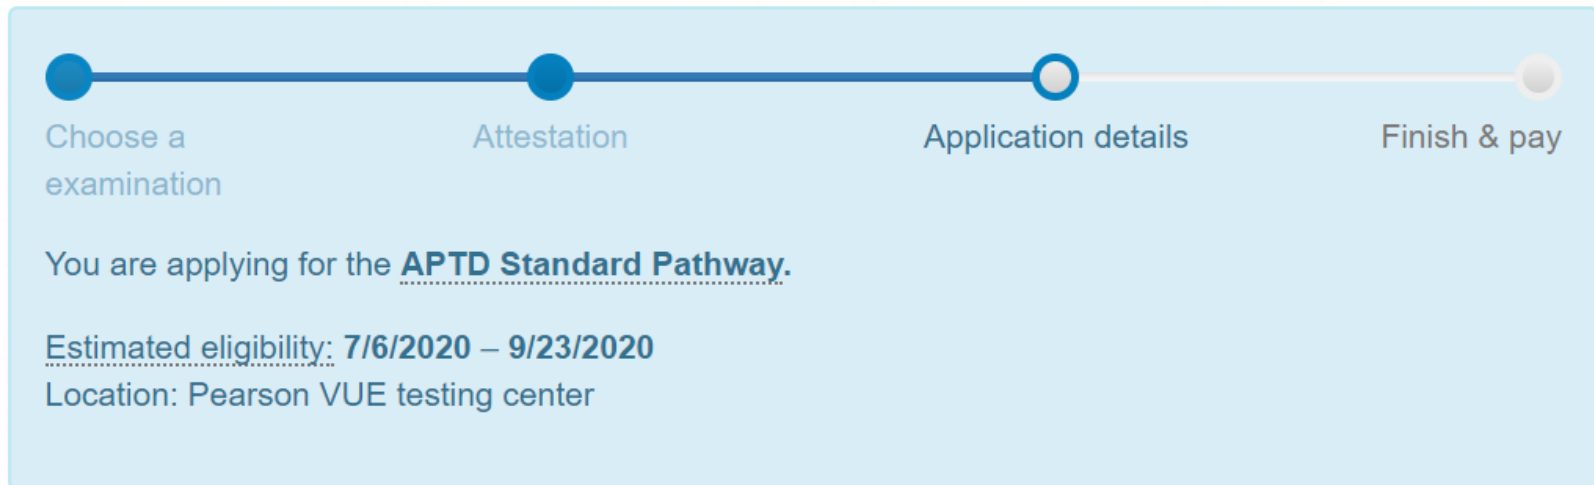 Choose a
examination
Attestation
Application details
Finish & pay
You are applying for the APTD Standard Pathway.
Estimated eligibility: 7/6/2020 – 9/23/2020
Location: Pearson VUE testing center